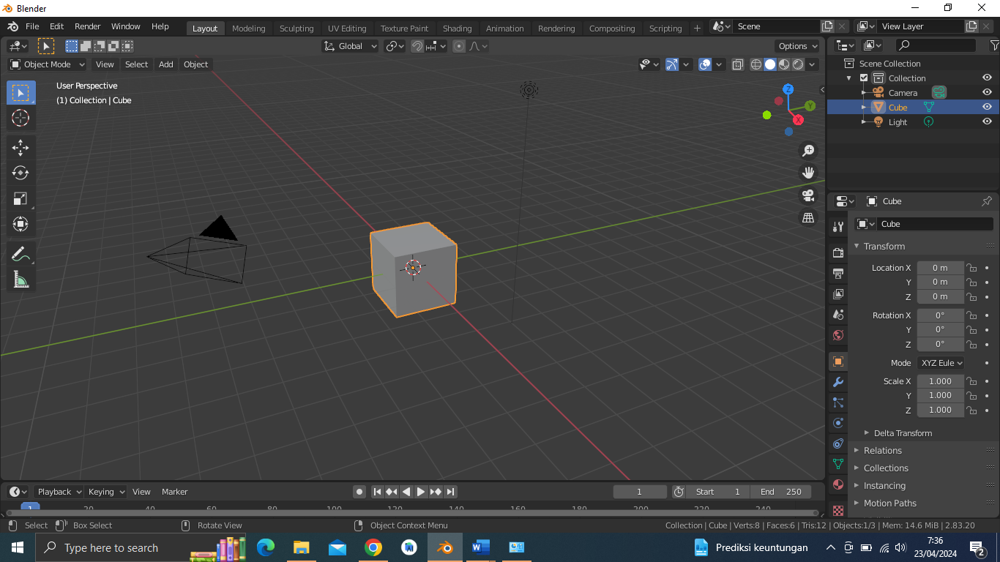 Blender
File Edit Render Window Help Layout Modeling Sculpting UV Editing Texture Paint Shading Animation Rendering Compositing Scripting + Scene View Layer
Global Options
Object Mode View Select Add Object
User Perspective
(1) Collection | Cube
Z
Y
X
Scene Collection
Collection
Camera
Cube
Light
Cube
Cube
Transform
Location X 0 m
Y 0 m
Z 0 m
Rotation X 0°
Y 0°
Z 0°
Mode XYZ Eule
Scale X 1.000
Y 1.000
Z 1.000
Delta Transform
Relations
Collections
Instancing
Motion Paths
Playback Keying View Marker 1 Start 1 End 250
1 20 40 60 80 100 120 140 160 180 200 220 240
Select Box Select Rotate View Object Context Menu Collection | Cube | Verts:8 | Faces:6 | Tris:12 | Objects:1/3 | Mem: 14.6 MiB | 2.83.20
Type here to search W Prediksi keuntungan 7:36
23/04/2024 2